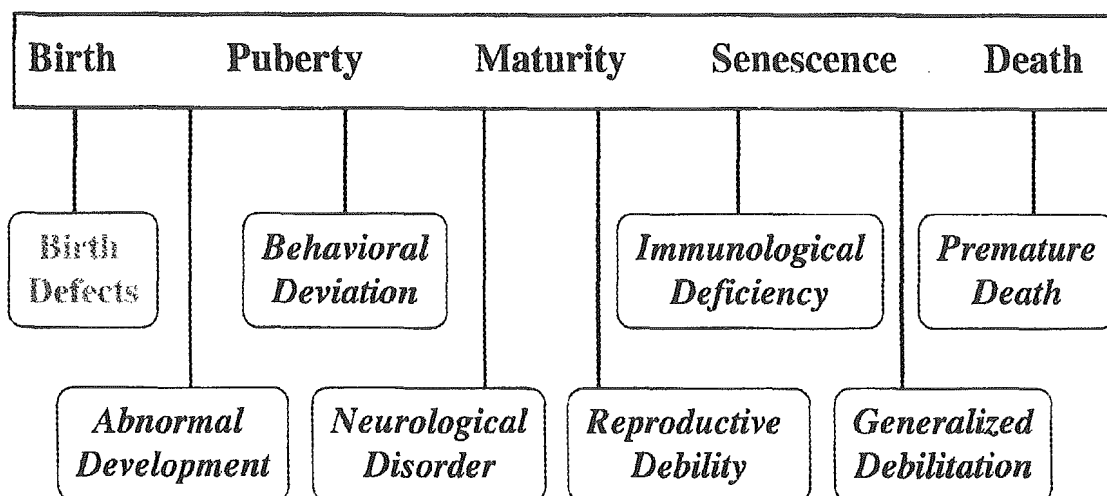 Birth Puberty Maturity Senescence Death
Birth
Defects
Behavioral
Deviation
Immunological
Deficiency
Premature
Death
Abnormal
Development
Neurological
Disorder
Reproductive
Debility
Generalized
Debilitation